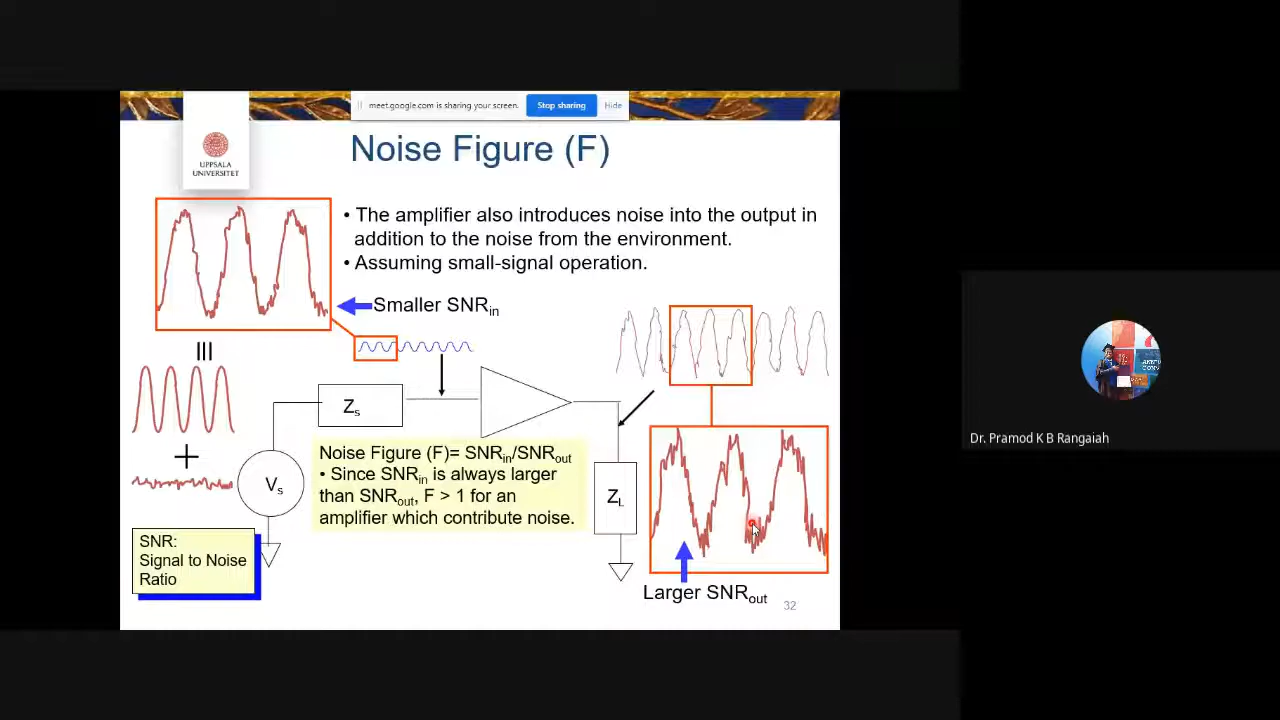 meet.google.com is sharing your screen.
Stop sharing
Hide
UPPSALA
UNIVERSITET
Noise Figure (F)
• The amplifier also introduces noise into the output in
addition to the noise from the environment.
• Assuming small-signal operation.
Smaller SNRin
Zs
Vs
Noise Figure (F)= SNRin/SNRout
• Since SNRin is always larger
than SNRout, F > 1 for an
amplifier which contribute noise.
ZL
SNR:
Signal to Noise
Ratio
Larger SNRout
32
Dr. Pramod K B Rangaiah